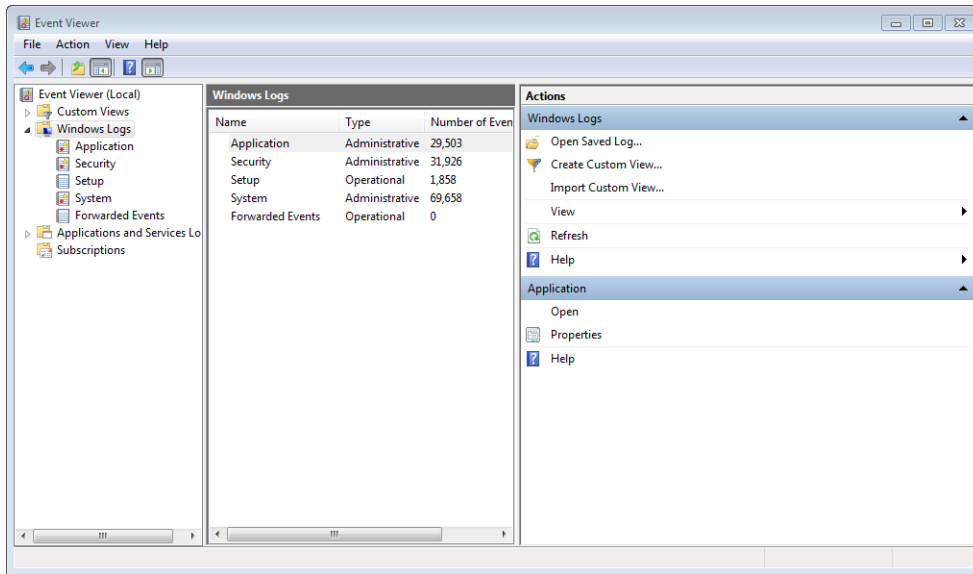 Event Viewer
File Action View Help
Event Viewer (Local)
Custom Views
Windows Logs
Application
Security
Setup
System
Forwarded Events
Applications and Services Lo
Subscriptions
Windows Logs
Name Type Number of Even
Application Administrative 29,503
Security Administrative 31,926
Setup Operational 1,858
System Administrative 69,658
Forwarded Events Operational 0
Actions
Windows Logs
Open Saved Log...
Create Custom View...
Import Custom View...
View
Refresh
Help
Application
Open
Properties
Help